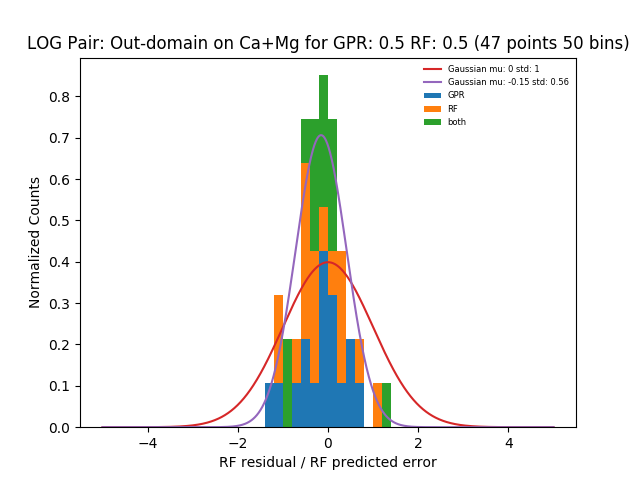 LOG Pair: Out-domain on Ca+Mg for GPR: 0.5 RF: 0.5 (47 points 50 bins)
Gaussian mu: 0 std: 1
Gaussian mu: -0.15 std: 0.56
GPR
RF
both
Normalized Counts
0.8
0.7
0.6
0.5
0.4
0.3
0.2
0.1
0.0
−4 −2 0 2 4
RF residual / RF predicted error